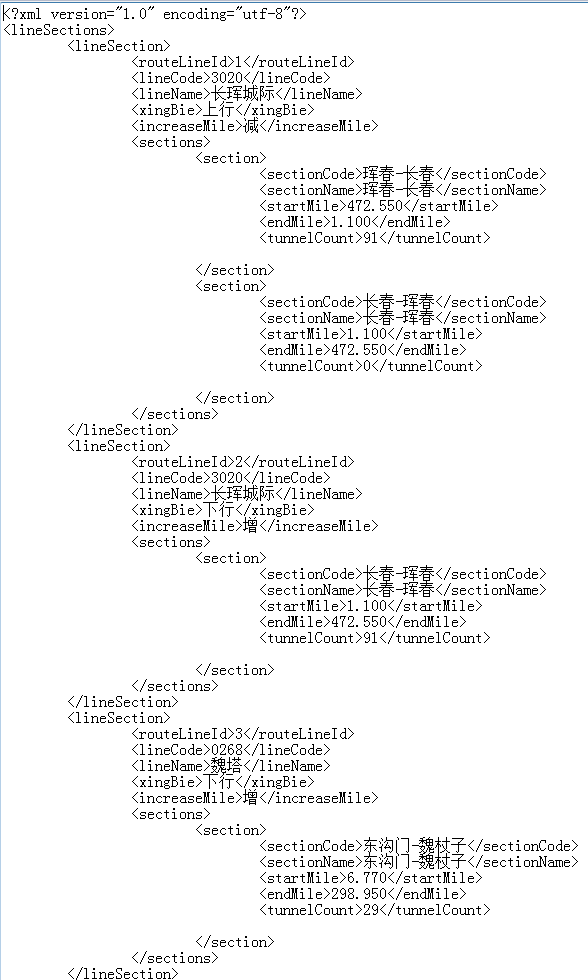 <?xml version="1.0" encoding="utf-8"?>
<lineSections>
<lineSection>
<routeLineId>1</routeLineId>
<lineCode>3020</lineCode>
<lineName>长珲城际</lineName>
<xingBie>上行</xingBie>
<increaseMile>减</increaseMile>
<sections>
<section>
<sectionCode>珲春-长春</sectionCode>
<sectionName>珲春-长春</sectionName>
<startMile>472.550</startMile>
<endMile>1.100</endMile>
<tunnelCount>91</tunnelCount>
</section>
<section>
<sectionCode>长春-珲春</sectionCode>
<sectionName>长春-珲春</sectionName>
<startMile>1.100</startMile>
<endMile>472.550</endMile>
<tunnelCount>0</tunnelCount>
</section>
</sections>
</lineSection>
<lineSection>
<routeLineId>2</routeLineId>
<lineCode>3020</lineCode>
<lineName>长珲城际</lineName>
<xingBie>下行</xingBie>
<increaseMile>增</increaseMile>
<sections>
<section>
<sectionCode>长春-珲春</sectionCode>
<sectionName>长春-珲春</sectionName>
<startMile>1.100</startMile>
<endMile>472.550</endMile>
<tunnelCount>91</tunnelCount>
</section>
</sections>
</lineSection>
<lineSection>
<routeLineId>3</routeLineId>
<lineCode>0268</lineCode>
<lineName>魏塔</lineName>
<xingBie>下行</xingBie>
<increaseMile>增</increaseMile>
<sections>
<section>
<sectionCode>东沟门-魏杖子</sectionCode>
<sectionName>东沟门-魏杖子</sectionName>
<startMile>6.770</startMile>
<endMile>298.950</endMile>
<tunnelCount>29</tunnelCount>
</section>
</sections>
</lineSection>